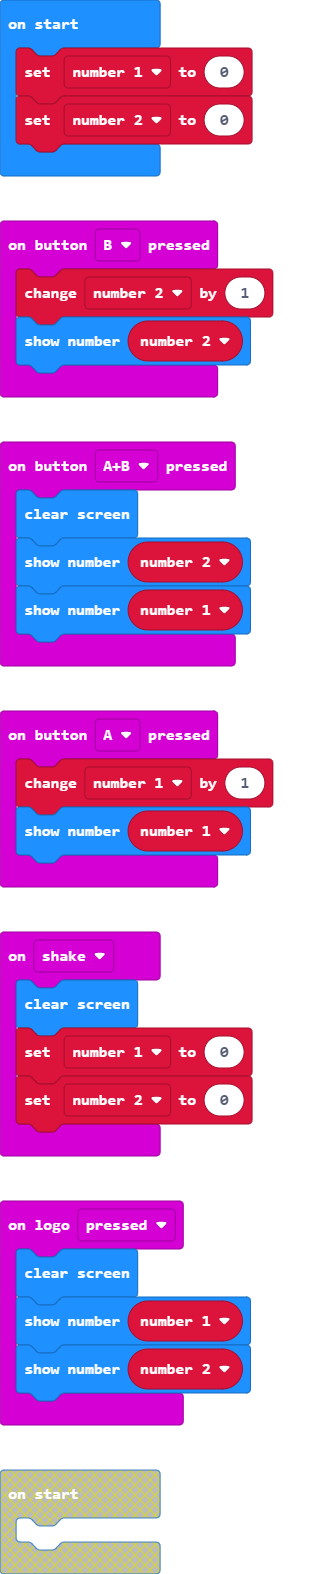 on start
set number 1 to 0
set number 2 to 0
on button B pressed
change number 2 by 1
show number number 2
on button A+B pressed
clear screen
show number number 2
show number number 1
on button A pressed
change number 1 by 1
show number number 1
on shake
clear screen
set number 1 to 0
set number 2 to 0
on logo pressed
clear screen
show number number 1
show number number 2
on start